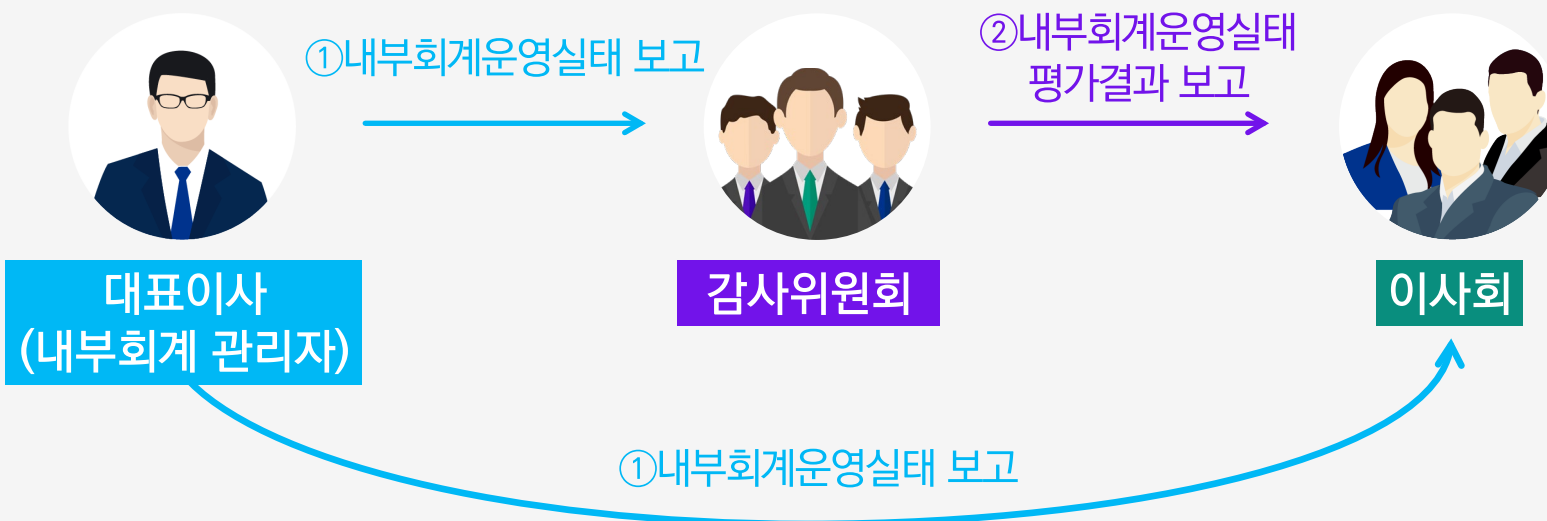 ①내부회계운영실태 보고
②내부회계운영실태
평가결과 보고
대표이사
(내부회계 관리자)
감사위원회
이사회
①내부회계운영실태 보고